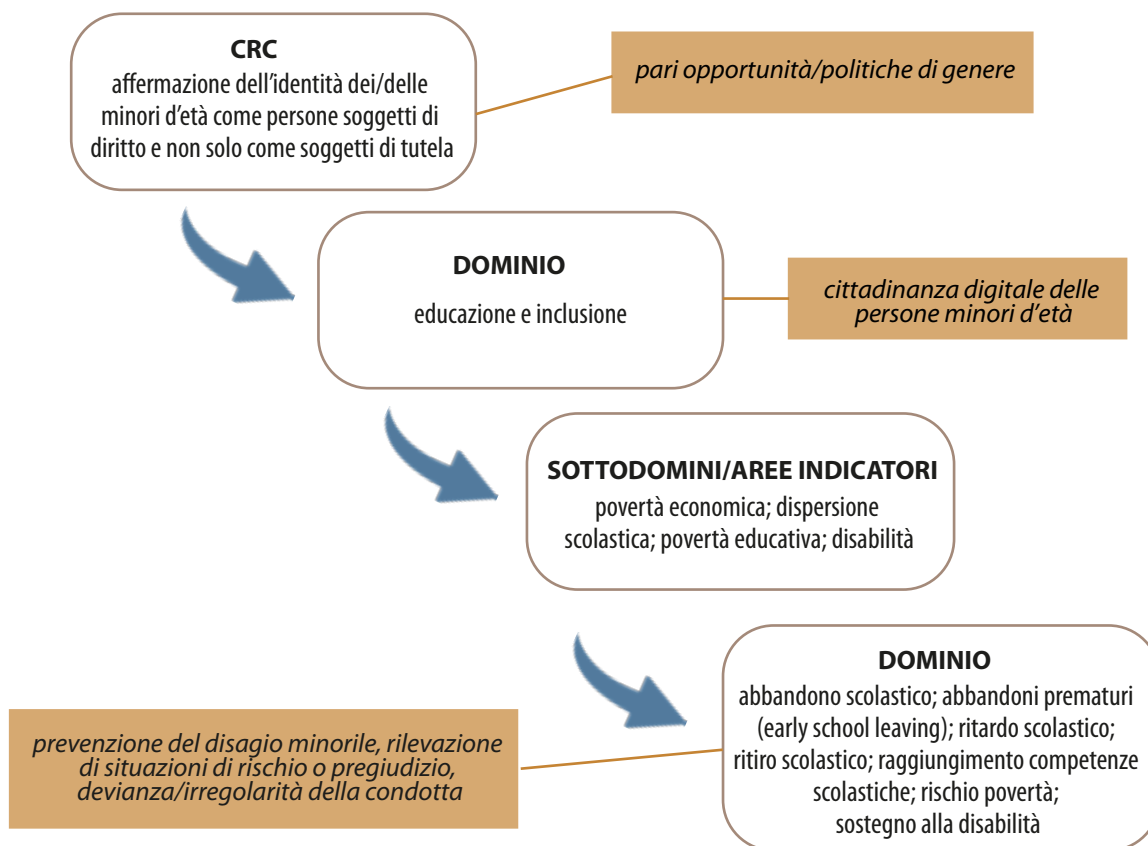 CRC
affermazione dell'identità dei/delle
minori d'età come persone soggetti di
diritto e non solo come soggetti di tutela
pari opportunità/politiche di genere
DOMINIO
educazione e inclusione
cittadinanza digitale delle
persone minori d'età
SOTTODOMINI/AREE INDICATORI
povertà economica; dispersione
scolastica; povertà educativa; disabilità
DOMINIO
abbandono scolastico; abbandoni prematuri
(early school leaving); ritardo scolastico;
ritiro scolastico; raggiungimento competenze
scolastiche; rischio povertà;
sostegno alla disabilità
prevenzione del disagio minorile, rilevazione
di situazioni di rischio o pregiudizio,
devianza/irregolarità della condotta